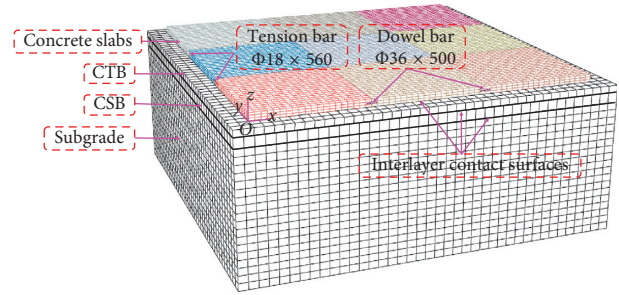 Concrete slabs
CTB
CSB
Subgrade
Tension bar
Φ18 × 560
Dowel bar
Φ36 × 500
z
y
x
O
Interlayer contact surfaces